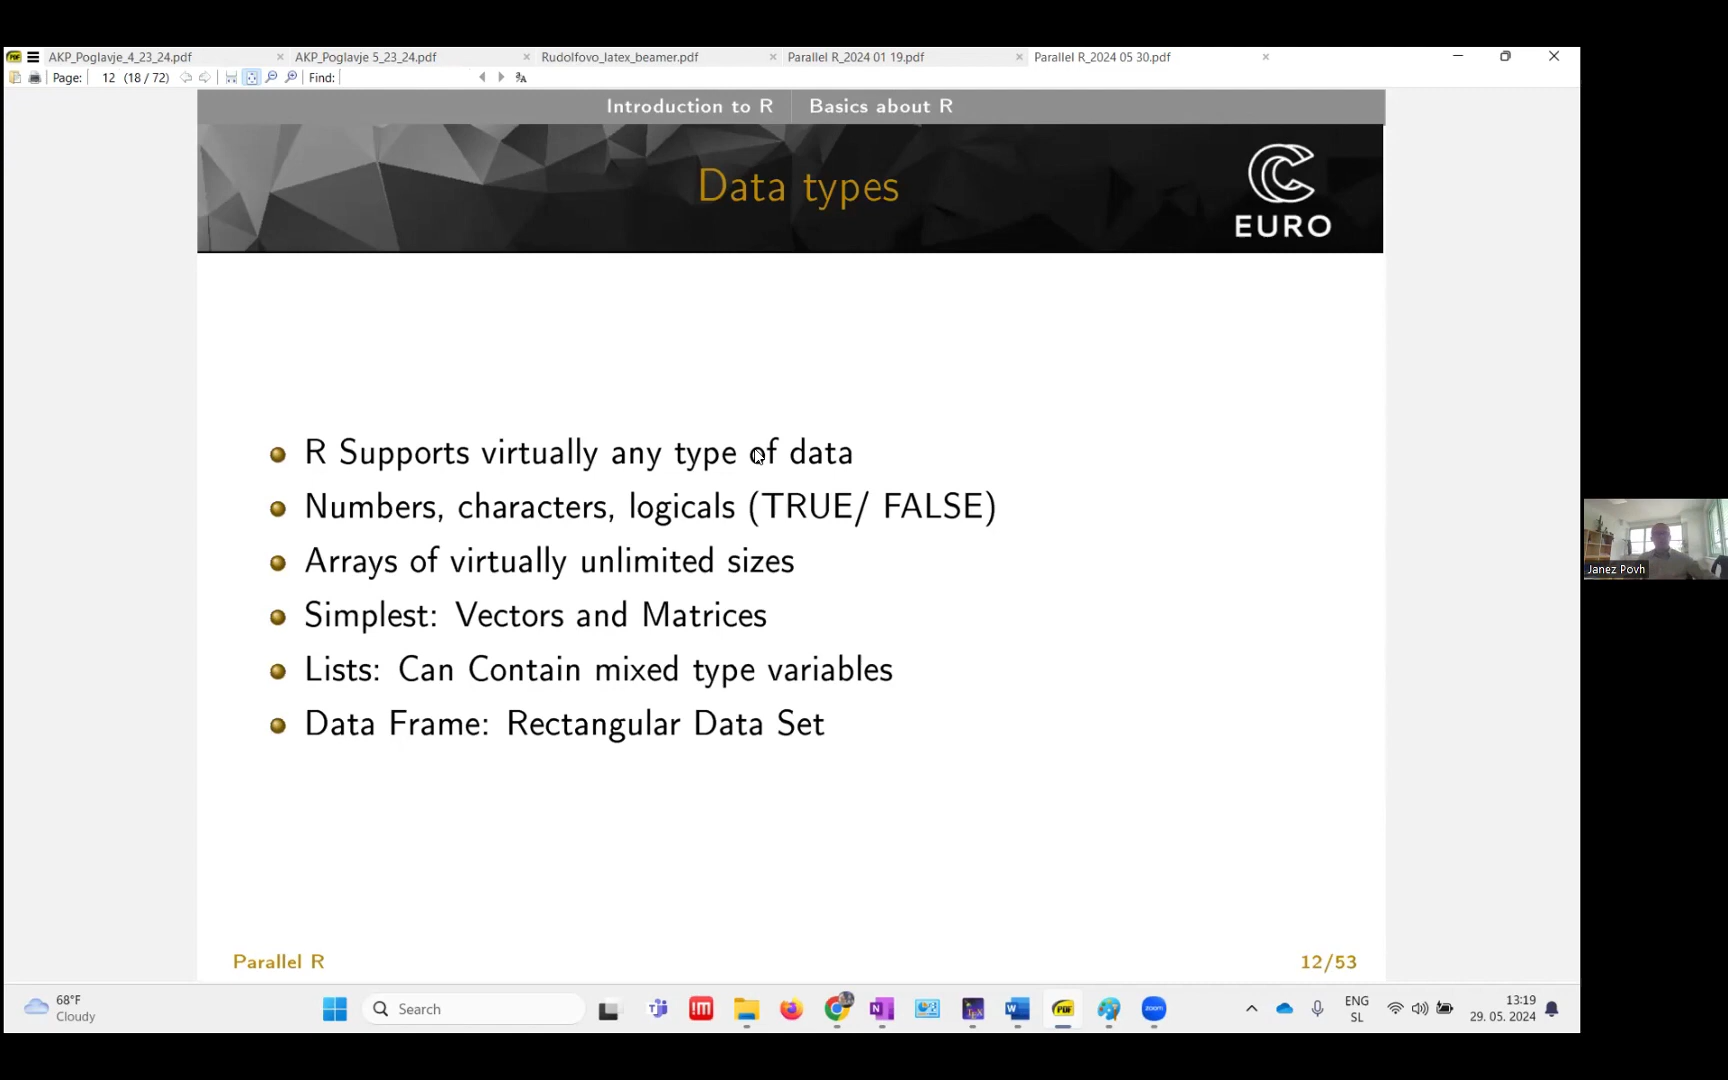 AKP_Poglavje_4_23_24.pdf
AKP_Poglavje 5_23_24.pdf
Rudolfovo_latex_beamer.pdf
Parallel R_2024 01 19.pdf
Parallel R_2024 05 30.pdf
Page: 12 (18 / 72) Find:
Introduction to R Basics about R
Data types
EURO
R Supports virtually any type of data
Numbers, characters, logicals (TRUE/ FALSE)
Arrays of virtually unlimited sizes
Simplest: Vectors and Matrices
Lists: Can Contain mixed type variables
Data Frame: Rectangular Data Set
Janez Povh
Parallel R 12/53
68°F
Cloudy
Search
ENG
SL
13:19
29. 05. 2024